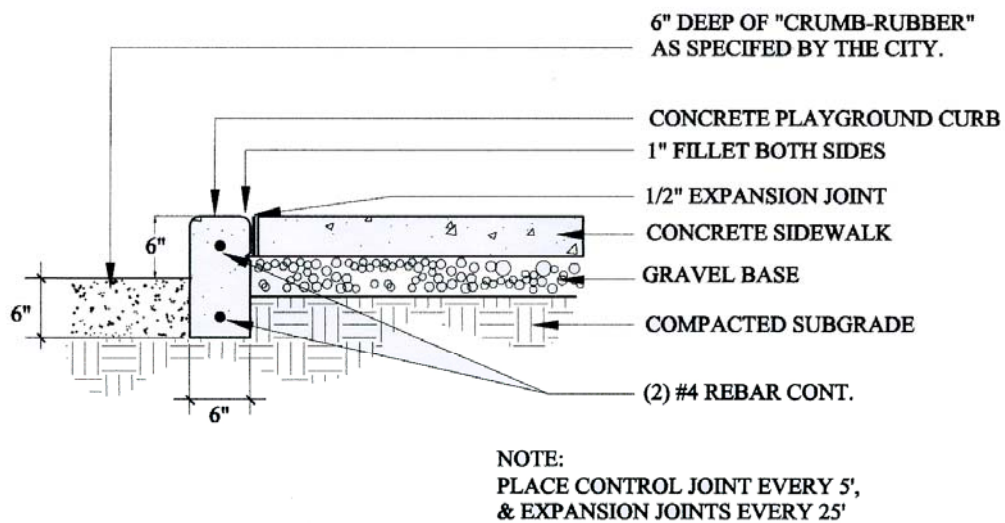 6" DEEP OF "CRUMB-RUBBER"
AS SPECIFED BY THE CITY.
CONCRETE PLAYGROUND CURB
1" FILLET BOTH SIDES
1/2" EXPANSION JOINT
CONCRETE SIDEWALK
GRAVEL BASE
COMPACTED SUBGRADE
(2) #4 REBAR CONT.
6"
6"
6"
NOTE:
PLACE CONTROL JOINT EVERY 5',
& EXPANSION JOINTS EVERY 25'